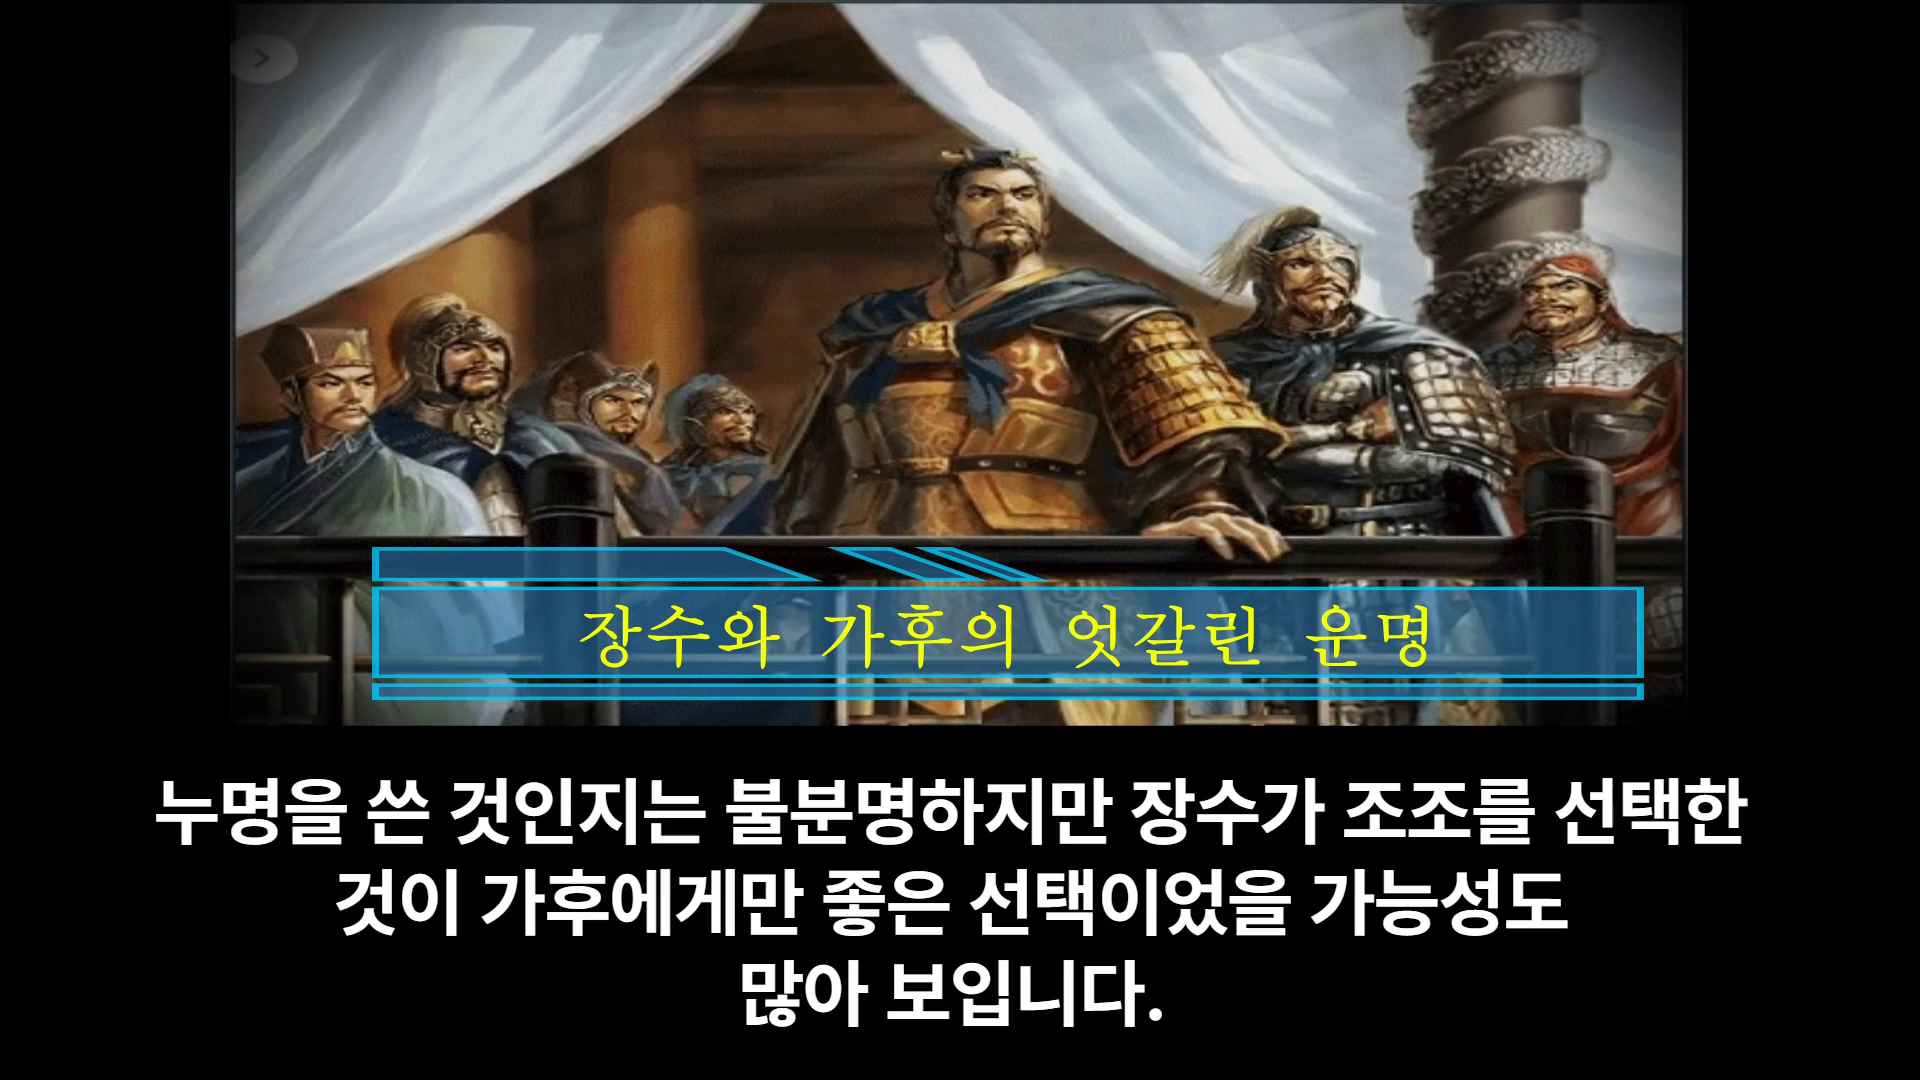 장수와 가후의 엇갈린 운명
누명을 쓴 것인지는 불분명하지만 장수가 조조를 선택한
것이 가후에게만 좋은 선택이었을 가능성도
많아 보입니다.